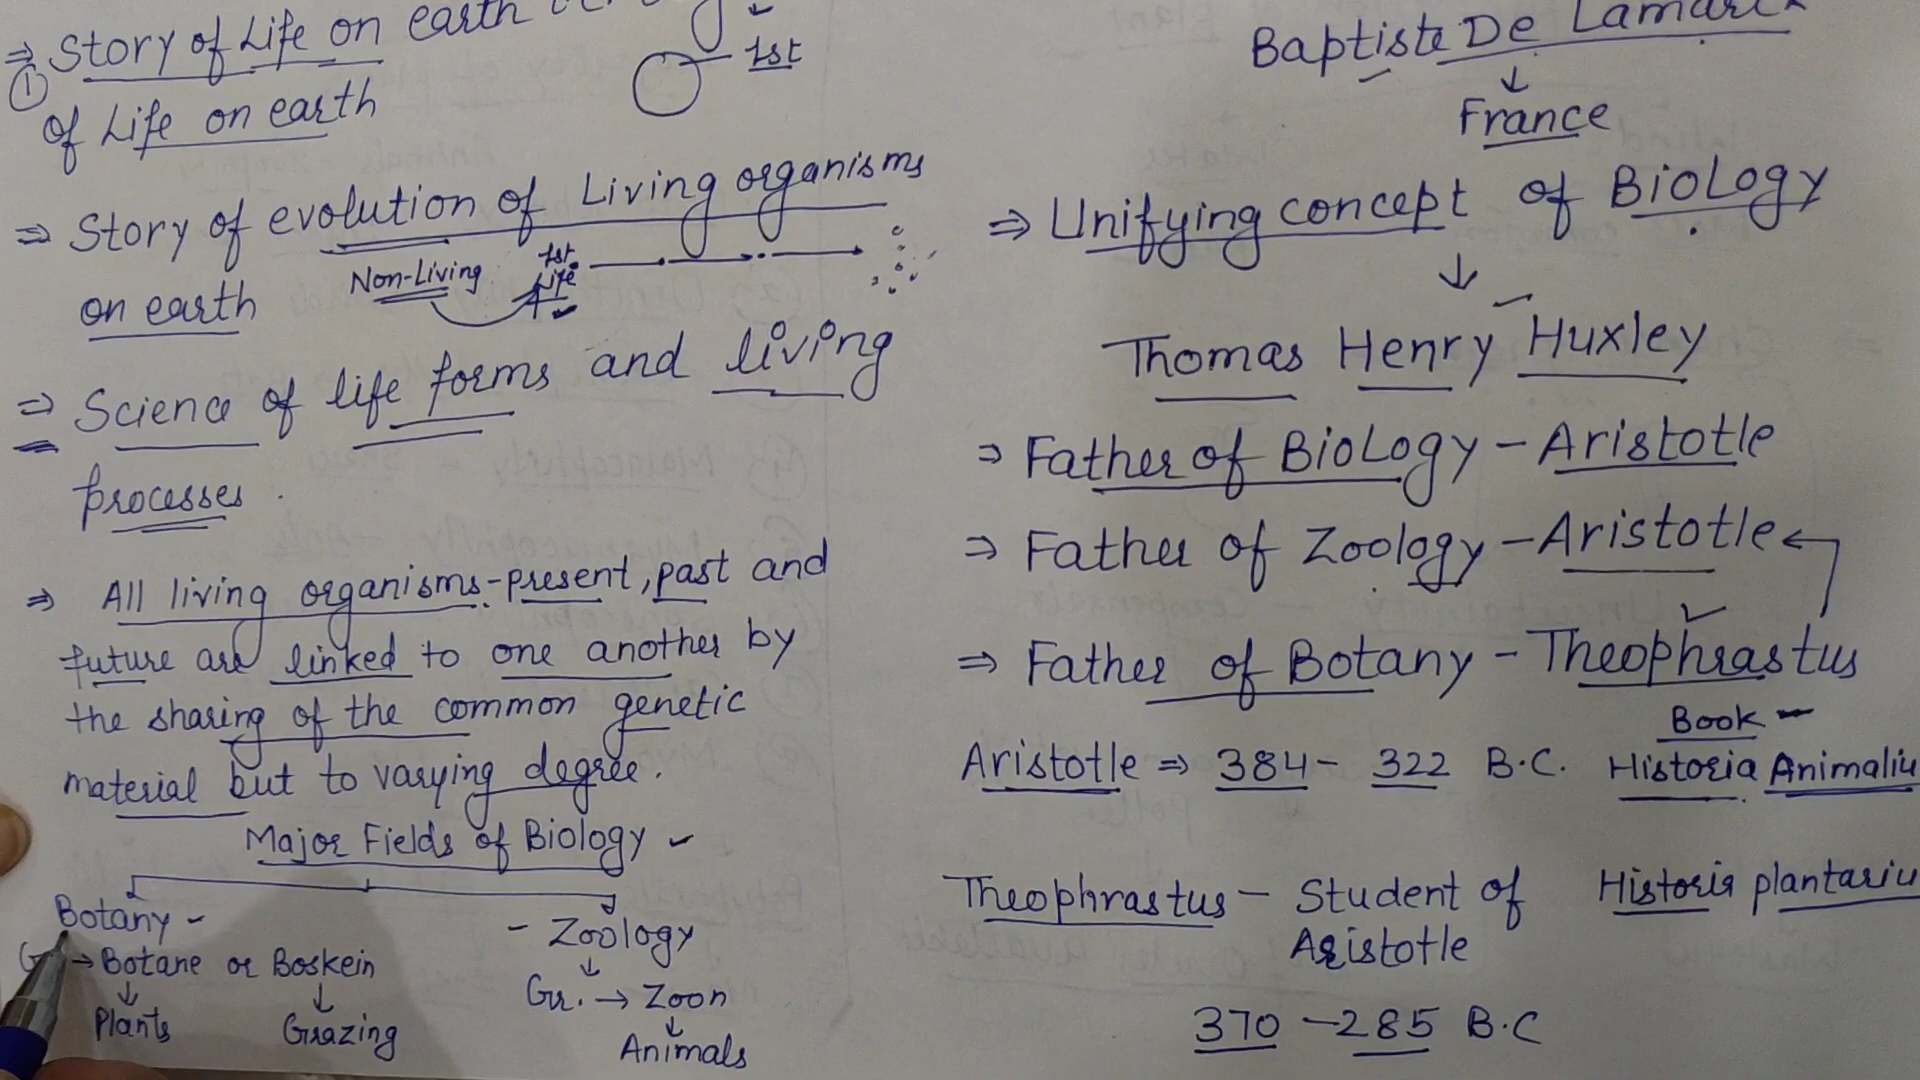 ⇒ Story of Life on earth
①
of Life on earth
1st
⇒ Story of evolution of Living organisms
on earth
Non-Living
1st Life
⇒ Science of life forms and living
processes.
⇒ All living organisms-present, past and
future are linked to one another by
the sharing of the common genetic
material but to varying degree.
Major Fields of Biology
Botany -
→ Botane or Boskein
↓ ↓
Plants Grazing
- Zoology
↓
Gr. → Zoon
↓
Animals
Baptiste De Lamarck
↓
France
⇒ Unifying concept of Biology
↓
Thomas Henry Huxley
⇒ Father of Biology - Aristotle
⇒ Father of Zoology - Aristotle
⇒ Father of Botany - Theophrastus
Book -
Aristotle ⇒ 384 - 322 B.C. Historia Animaliu
Theophrastus - Student of Historia plantariu
Aristotle
370 - 285 B.C